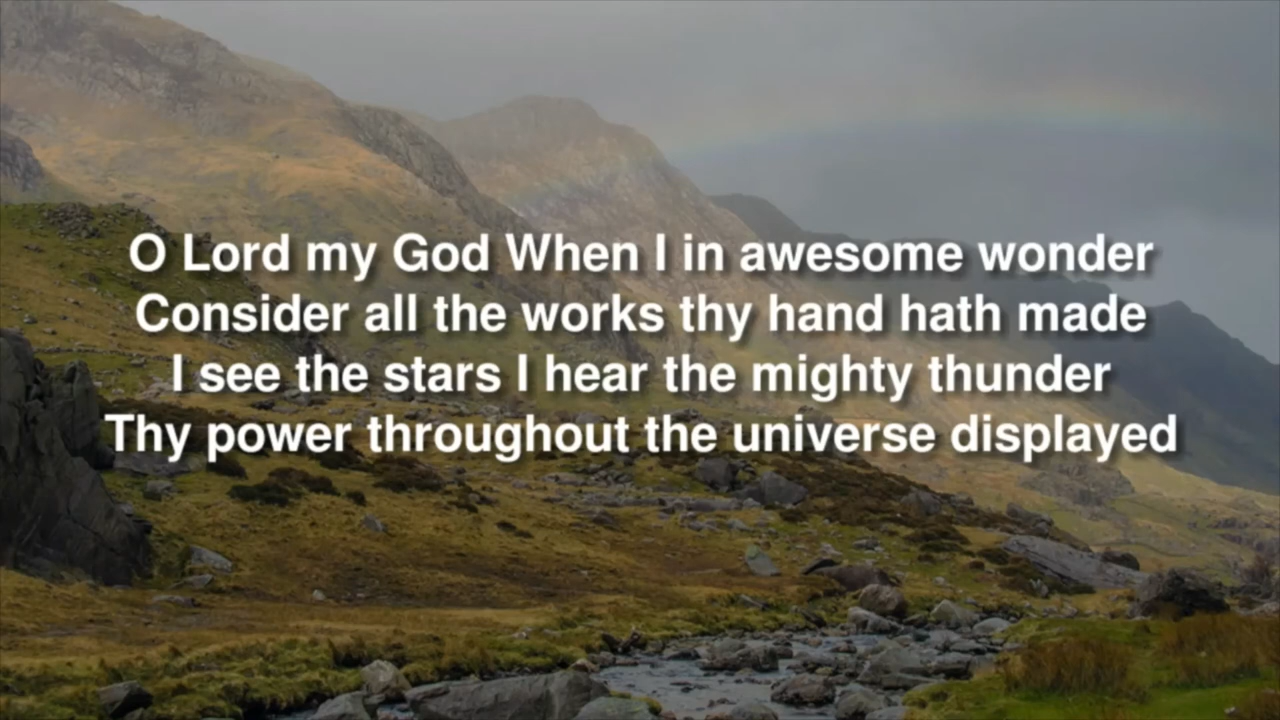 O Lord my God When I in awesome wonder
Consider all the works thy hand hath made
I see the stars I hear the mighty thunder
Thy power throughout the universe displayed